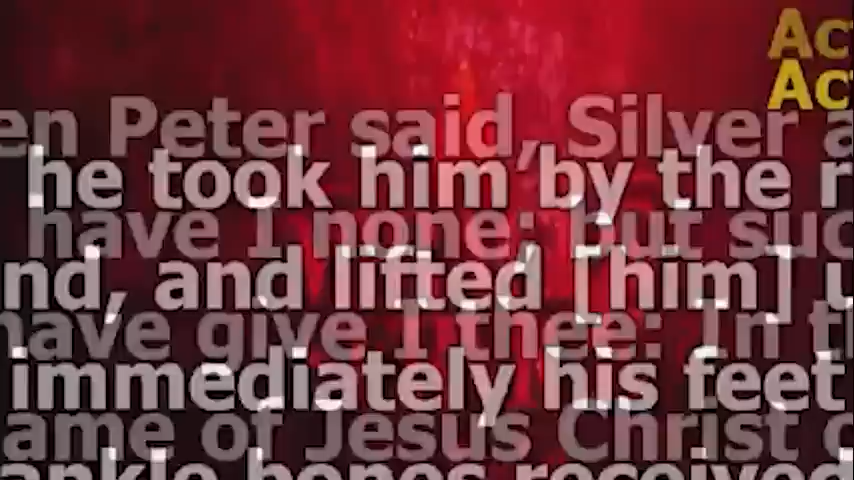 Ac
Ac
en Peter said, Silver a
he took him by the r
have I none; but suc
nd, and lifted [him] u
have give I thee: In t
immediately his feet
ame of Jesus Christ o
ankle bones received